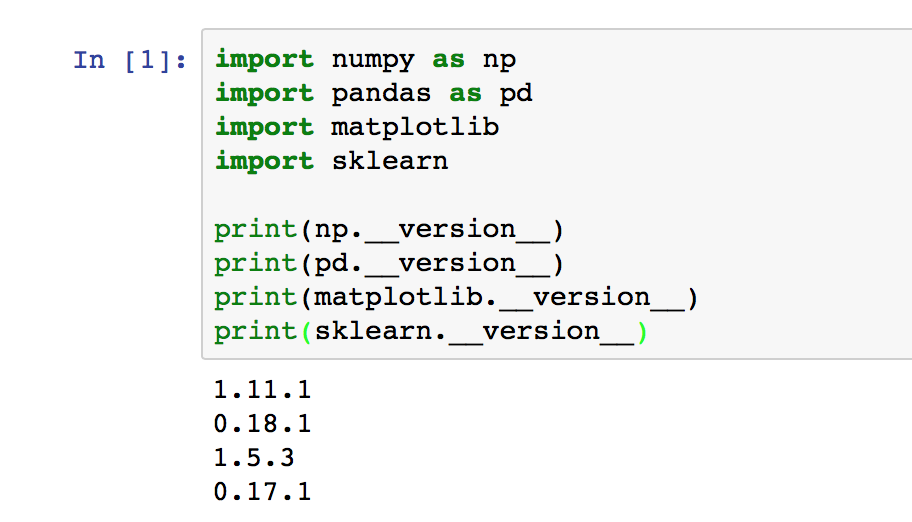 In [1]:
import numpy as np
import pandas as pd
import matplotlib
import sklearn
print(np.__version__)
print(pd.__version__)
print(matplotlib.__version__)
print(sklearn.__version__)
1.11.1
0.18.1
1.5.3
0.17.1